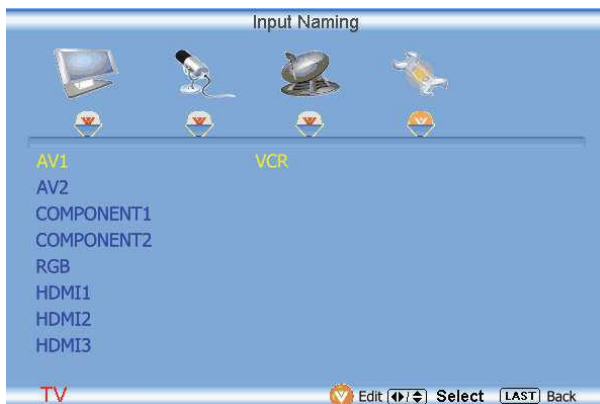 Input Naming
AV1 VCR
AV2
COMPONENT1
COMPONENT2
RGB
HDMI1
HDMI2
HDMI3
TV Edit Select LAST Back